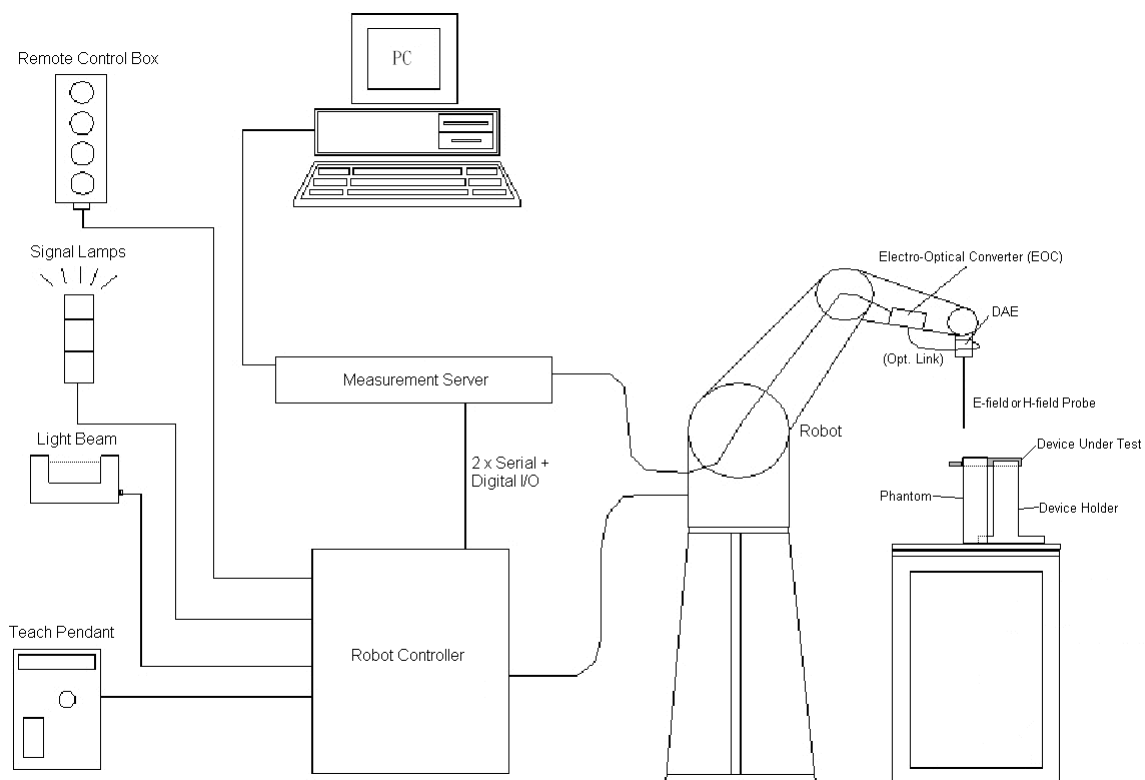 Remote Control Box
PC
Signal Lamps
Electro-Optical Converter (EOC)
DAE
(Opt. Link)
Measurement Server
E-field or H-field Probe
Robot
Light Beam
2 x Serial +
Digital I/O
Device Under Test
Phantom
Device Holder
Teach Pendant
Robot Controller